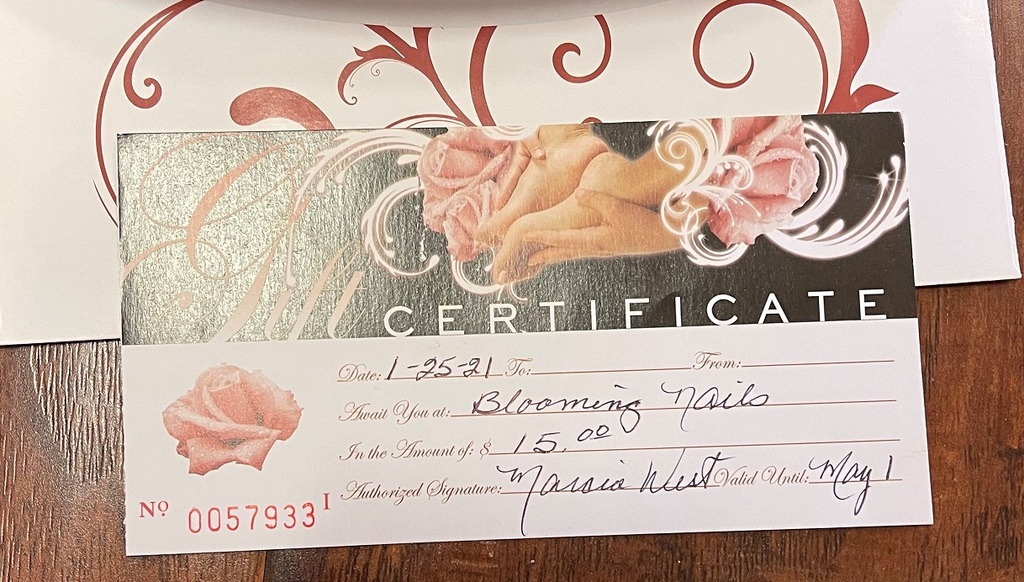 Gift
CERTIFICATE
Date: 1-25-21 To: From:
Await You at: Blooming Nails
In the Amount of: $ 15.00
Authorized Signature: Marcia West Valid Until: May 1
Nº 0057933 I